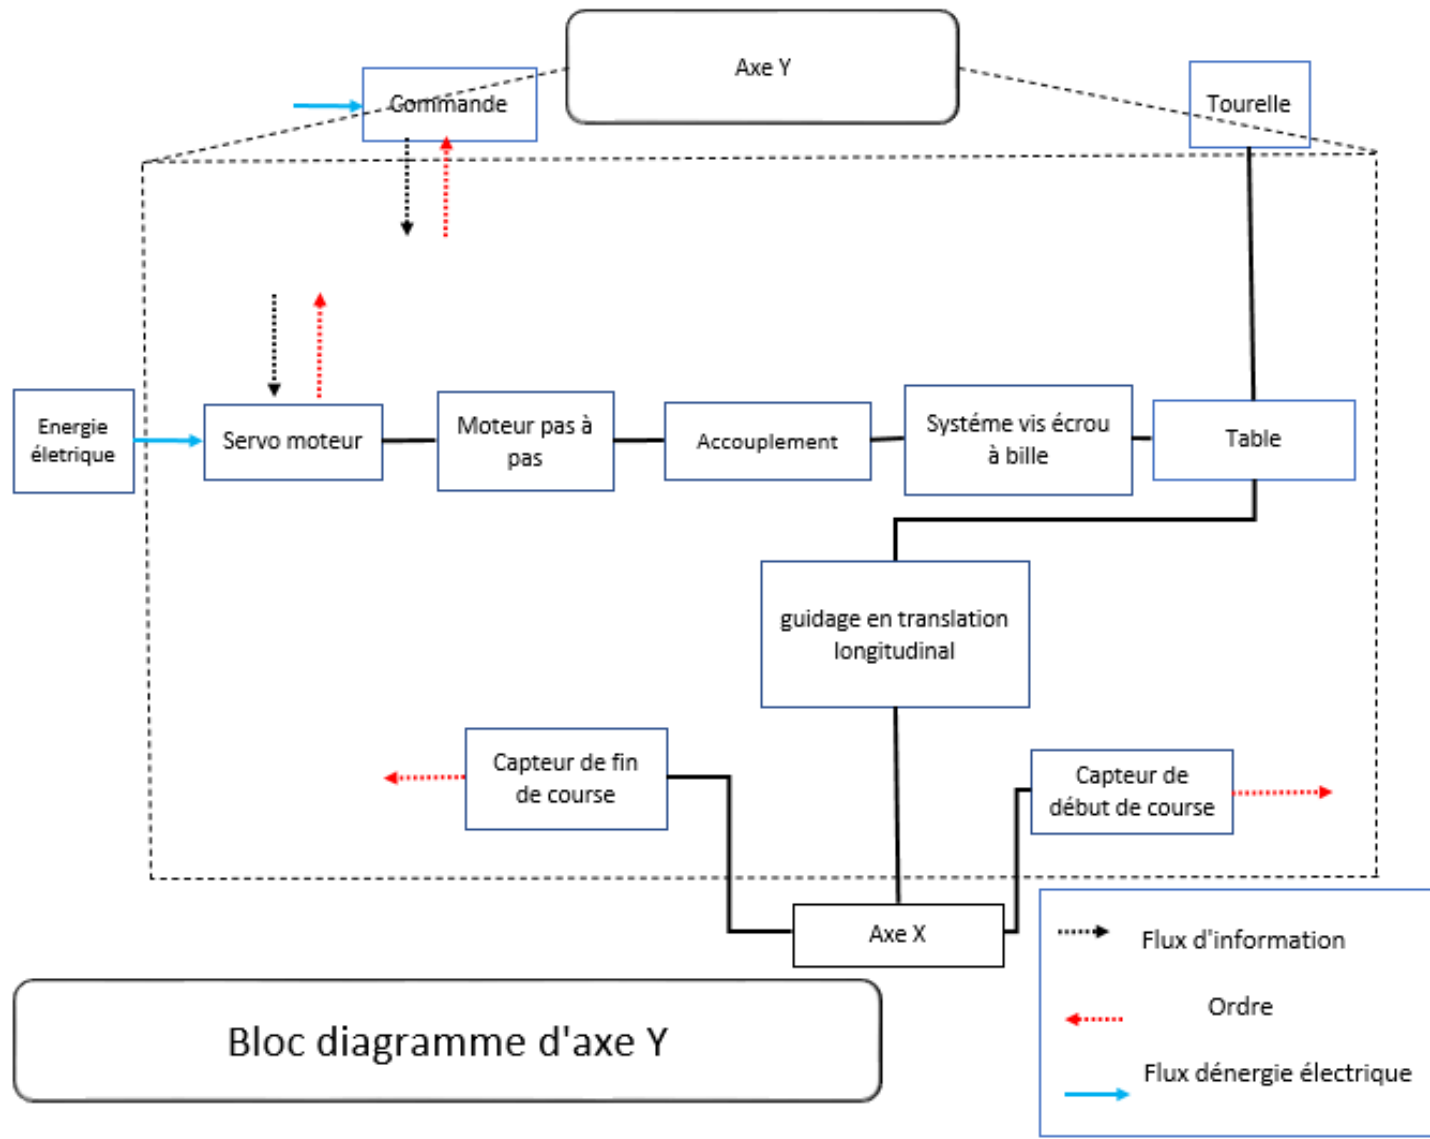 Axe Y
Commande
Tourelle
Energie
életrique
Servo moteur
Moteur pas à
pas
Accouplement
Systéme vis écrou
à bille
Table
guidage en translation
longitudinal
Capteur de fin
de course
Capteur de
début de course
Axe X
Flux d'information
Ordre
Flux dénergie électrique
Bloc diagramme d'axe Y